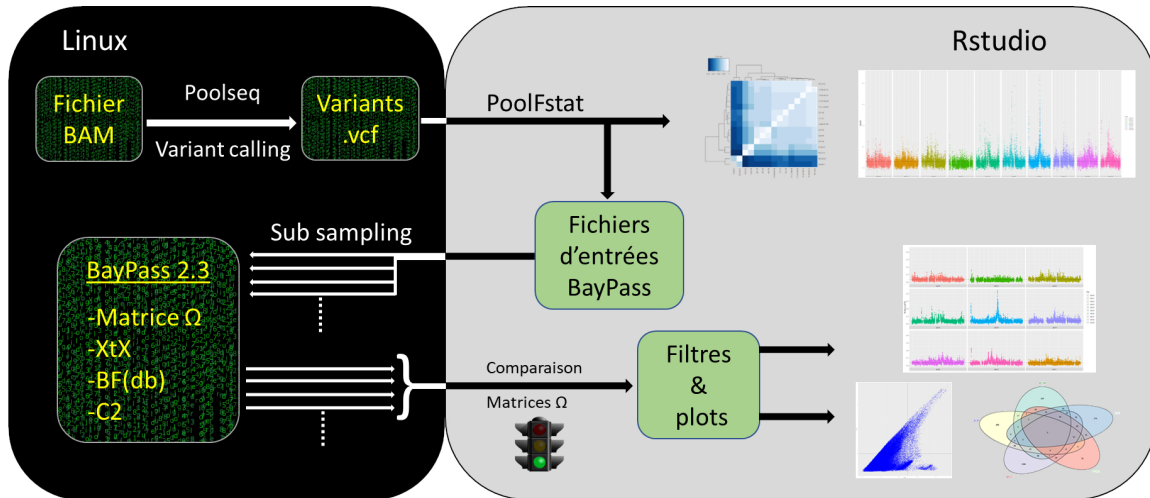 Linux
Rstudio
Fichier
BAM
Poolseq
Variant calling
Variants
.vcf
PoolFstat
Sub sampling
Fichiers
d'entrées
BayPass
BayPass 2.3
-Matrice Ω
-XtX
-BF(db)
-C2
Comparaison
Matrices Ω
Filtres
&
plots